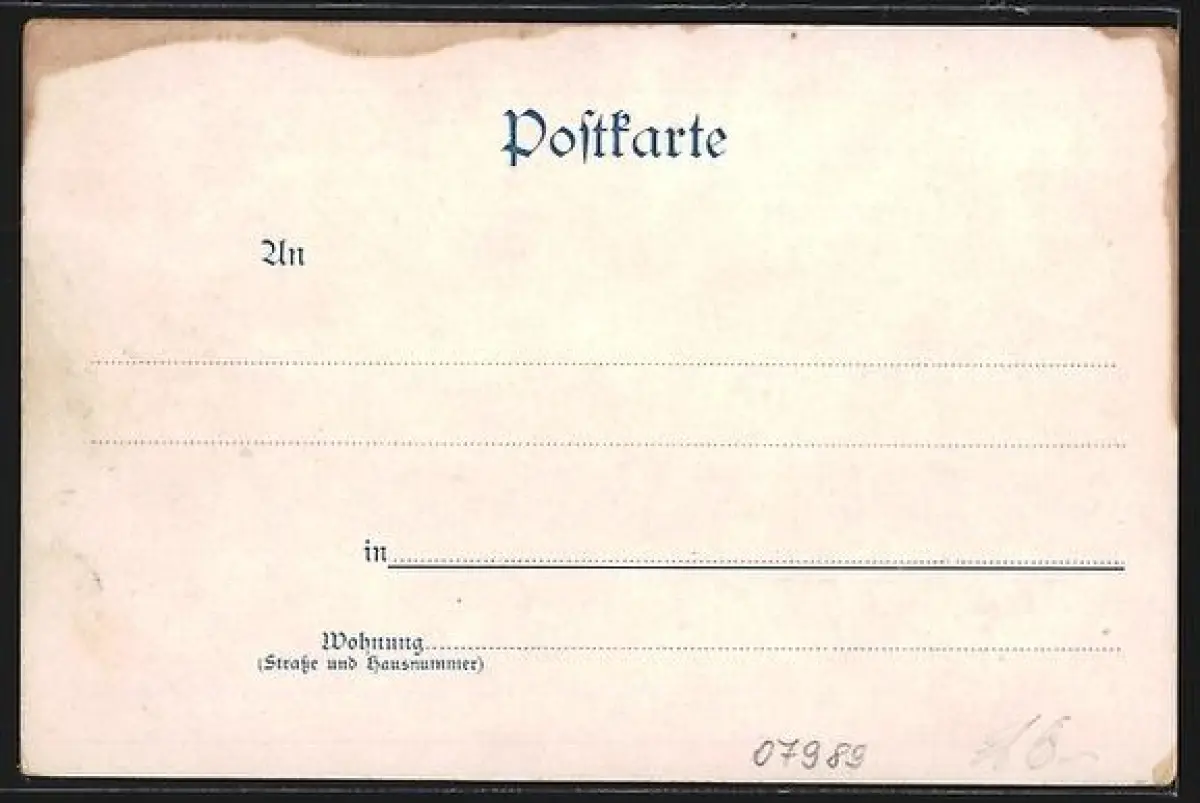 Postkarte
An
in
Wohnung
(Straße und Hausnummer)
07989